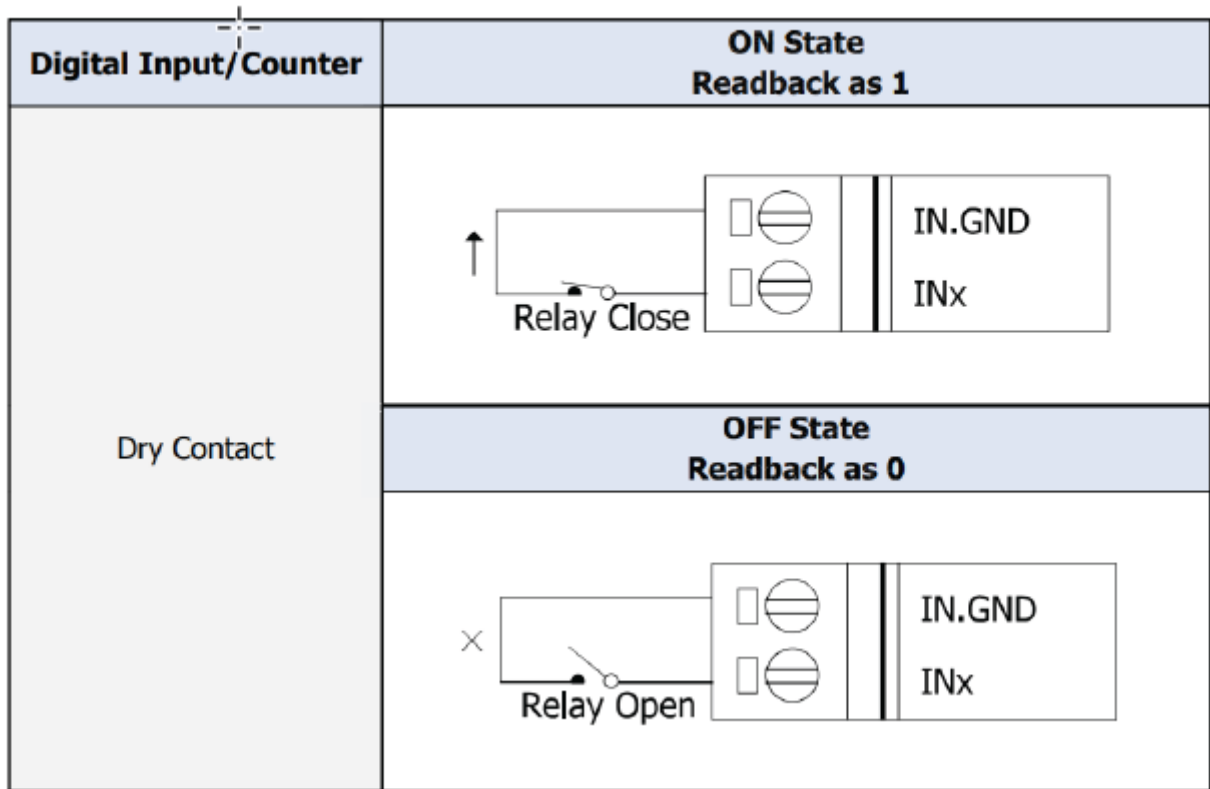 Digital Input/Counter
ON State
Readback as 1
IN.GND
INx
Relay Close
Dry Contact
OFF State
Readback as 0
IN.GND
INx
Relay Open